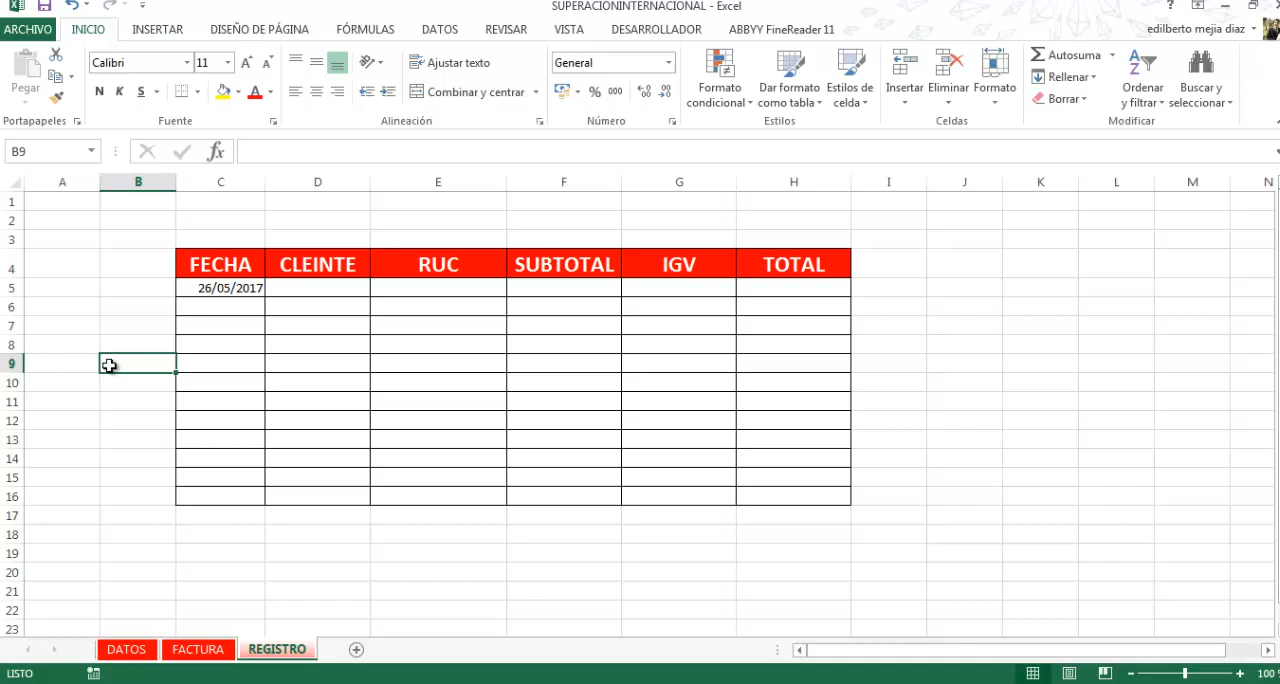 SUPERACIONINTERNACIONAL - Excel
ARCHIVO INICIO INSERTAR DISEÑO DE PÁGINA FÓRMULAS DATOS REVISAR VISTA DESARROLLADOR ABBYY FineReader 11 edilberto mejia diaz
Pegar
Calibri 11
N K S
Ajustar texto
Combinar y centrar
General
% 000
Formato condicional
Dar formato como tabla
Estilos de celda
Insertar Eliminar Formato
Autosuma
Rellenar
Borrar
Ordenar y filtrar
Buscar y seleccionar
Portapapeles Fuente Alineación Número Estilos Celdas Modificar
B9 fx
A B C D E F G H I J K L M N
1
2
3
4 FECHA CLEINTE RUC SUBTOTAL IGV TOTAL
5 26/05/2017
6
7
8
9
10
11
12
13
14
15
16
17
18
19
20
21
22
23
DATOS FACTURA REGISTRO
LISTO 100